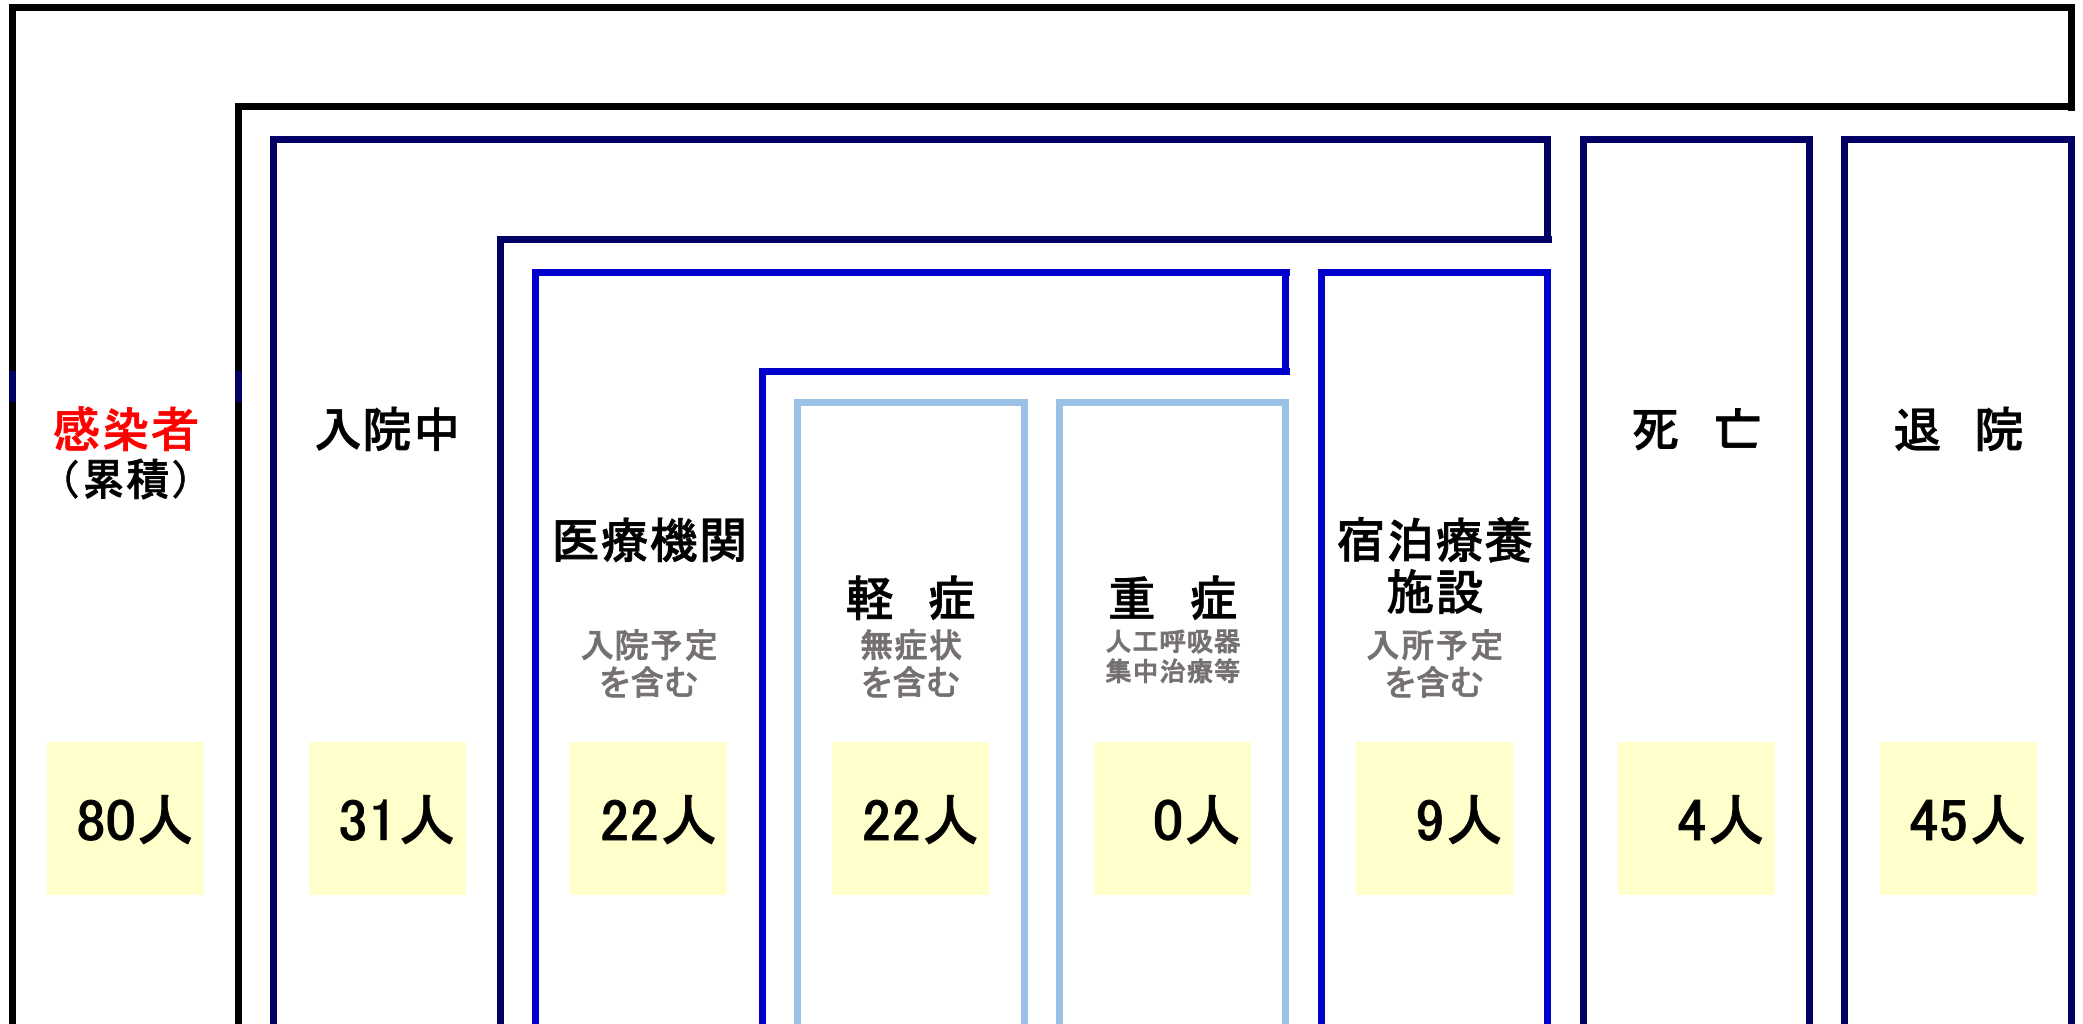 感染者
（累積）
80人
入院中
31人
医療機関
入院予定
を含む
22人
軽 症
無症状
を含む
22人
重 症
人工呼吸器
集中治療等
0人
宿泊療養
施設
入所予定
を含む
9人
死 亡
4人
退 院
45人